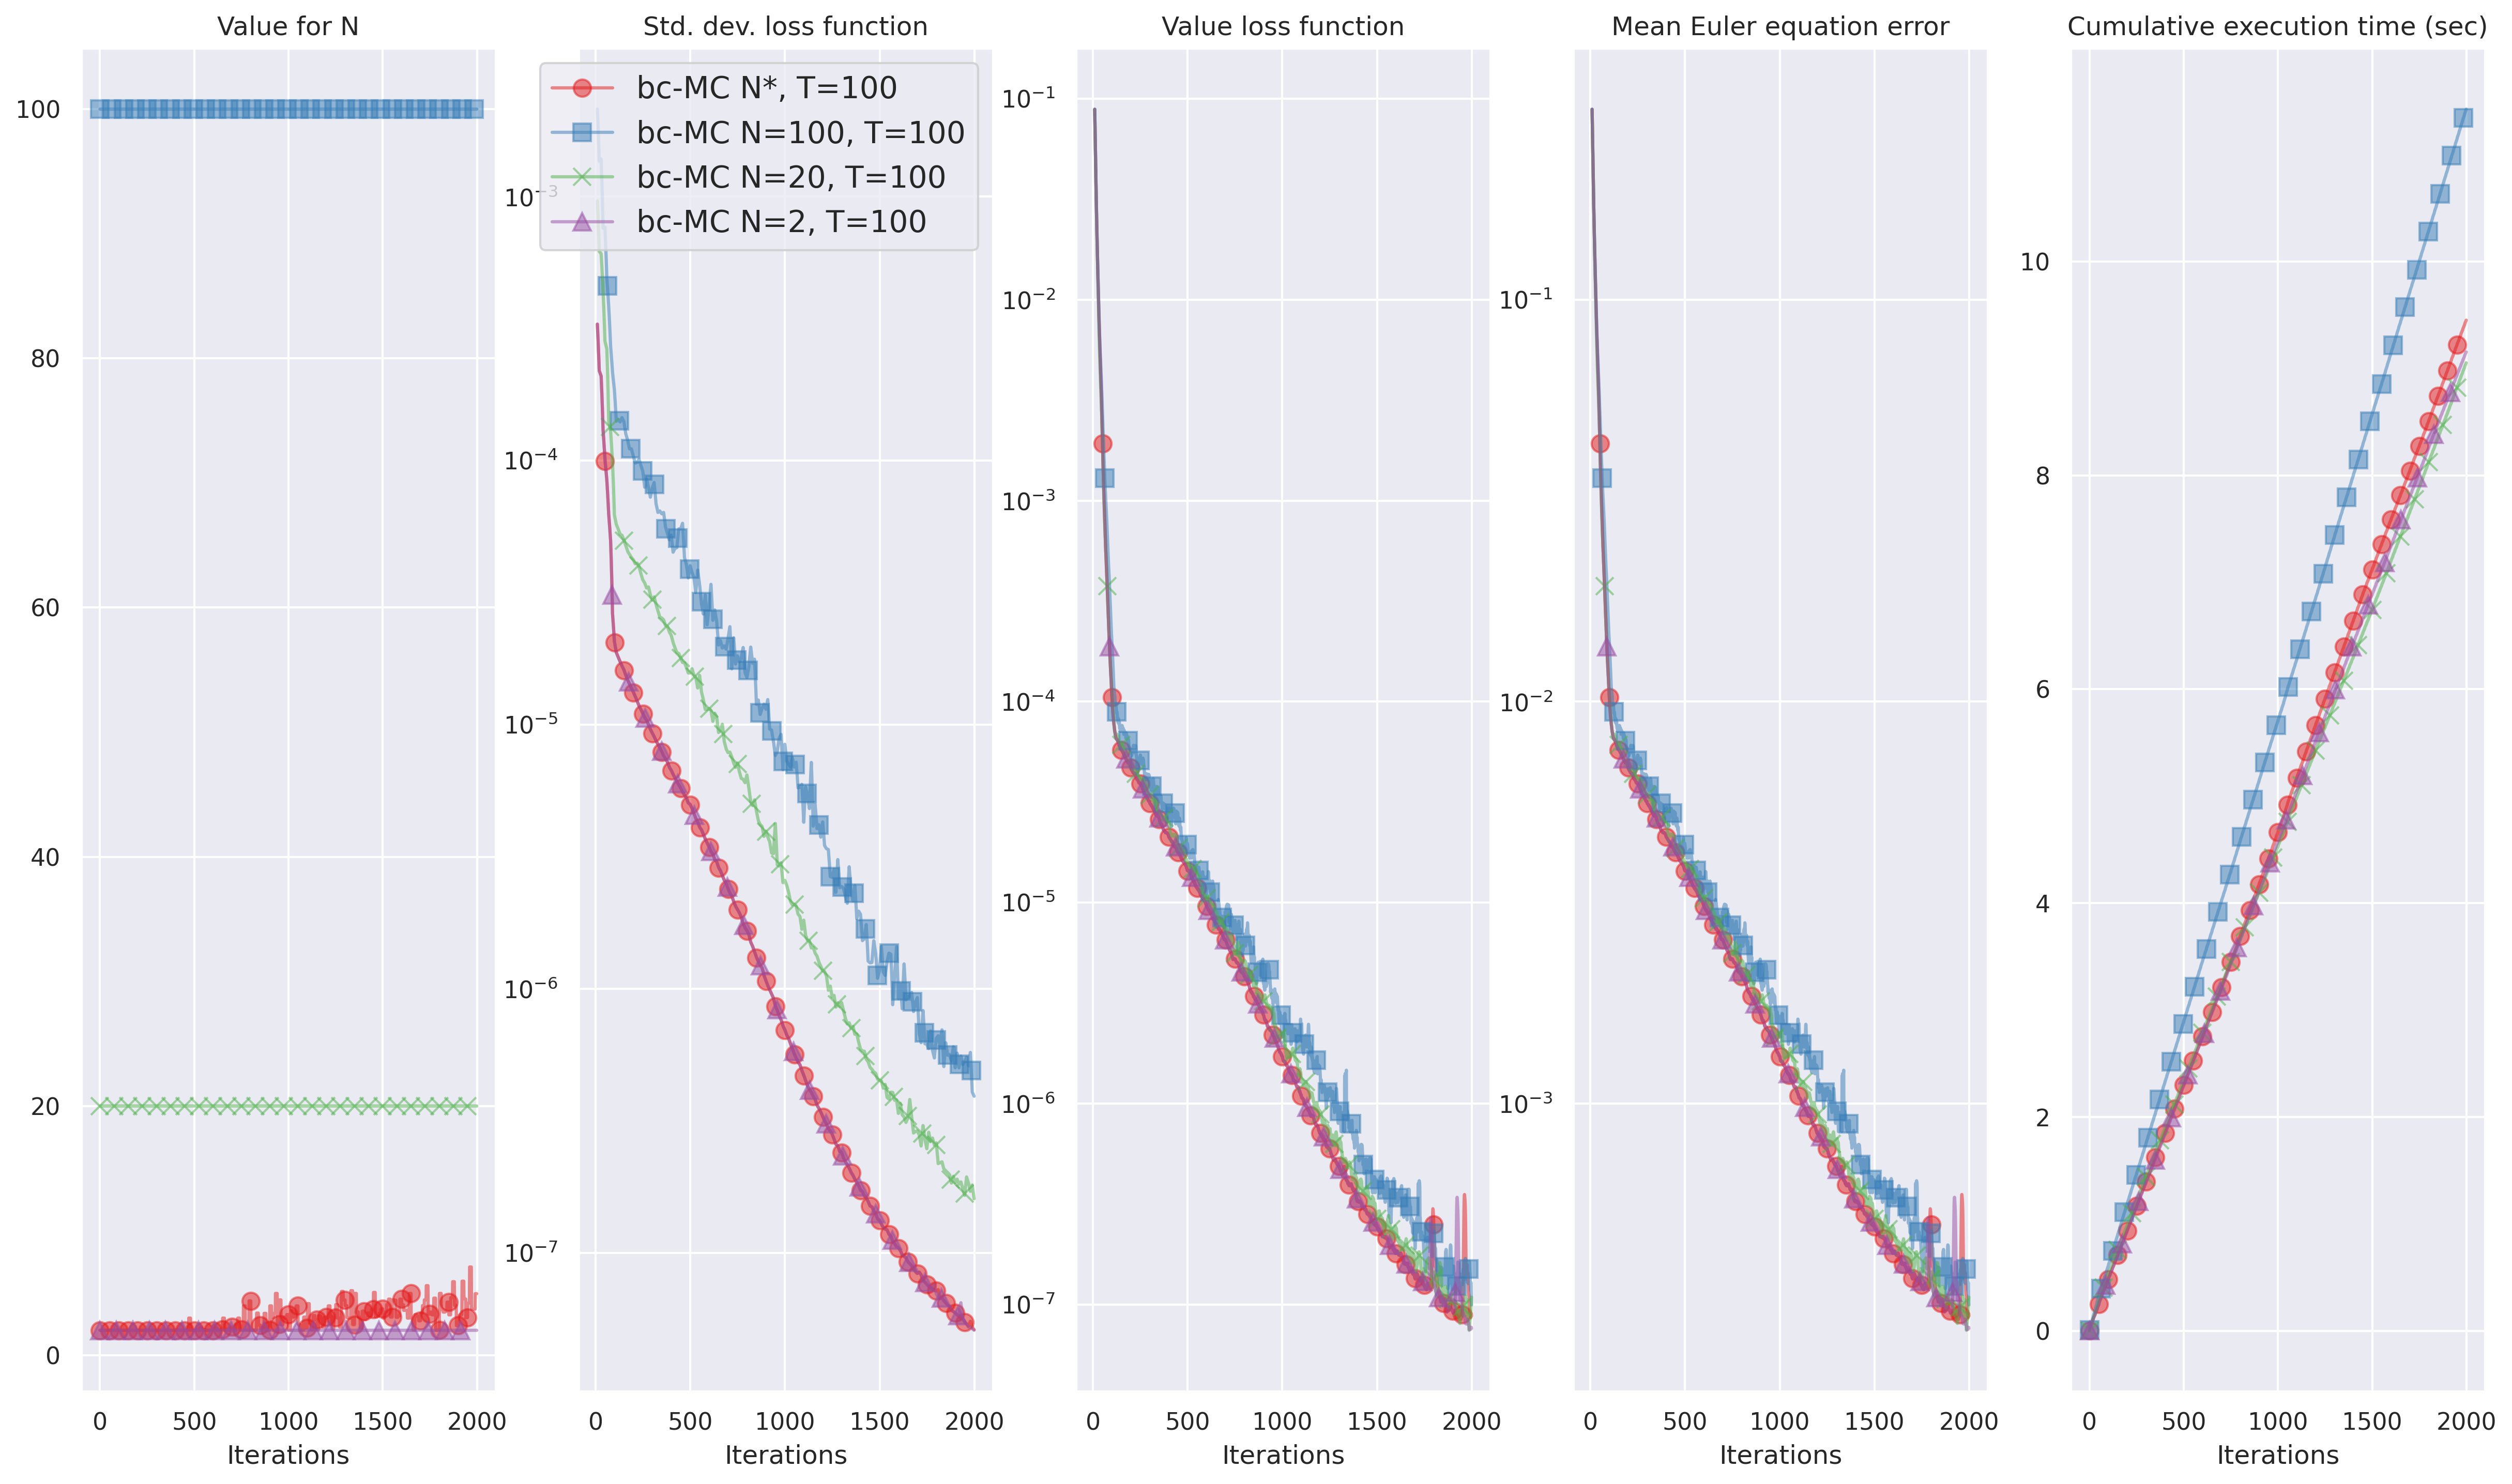 Value for N
100
80
60
40
20
0
0 500 1000 1500 2000
Iterations
Std. dev. loss function
bc-MC N*, T=100
bc-MC N=100, T=100
bc-MC N=20, T=100
bc-MC N=2, T=100
10⁻³
10⁻⁴
10⁻⁵
10⁻⁶
10⁻⁷
0 500 1000 1500 2000
Iterations
Value loss function
10⁻¹
10⁻²
10⁻³
10⁻⁴
10⁻⁵
10⁻⁶
10⁻⁷
0 500 1000 1500 2000
Iterations
Mean Euler equation error
10⁻¹
10⁻²
10⁻³
0 500 1000 1500 2000
Iterations
Cumulative execution time (sec)
10
8
6
4
2
0
0 500 1000 1500 2000
Iterations